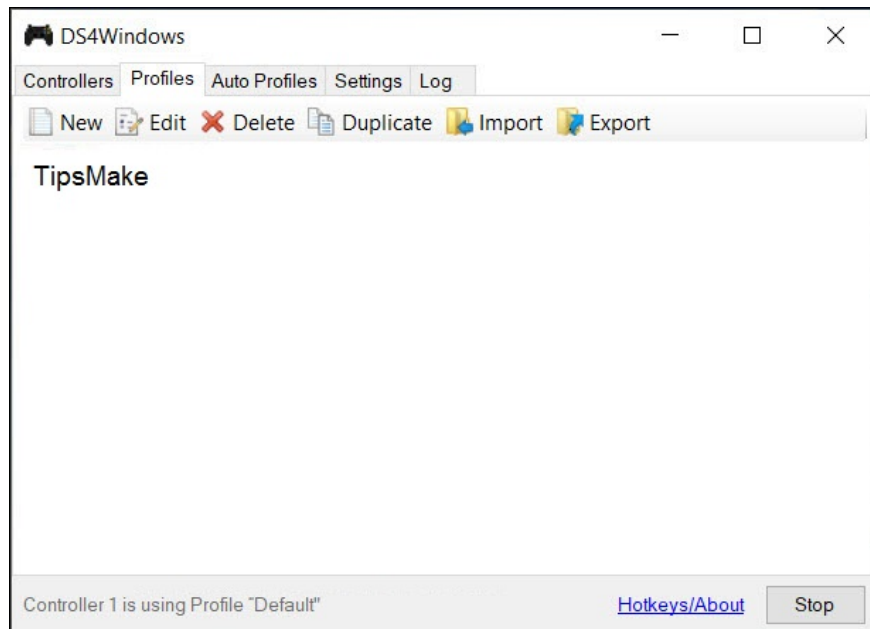 DS4Windows
Controllers Profiles Auto Profiles Settings Log
New Edit Delete Duplicate Import Export
TipsMake
Controller 1 is using Profile "Default" Hotkeys/About Stop